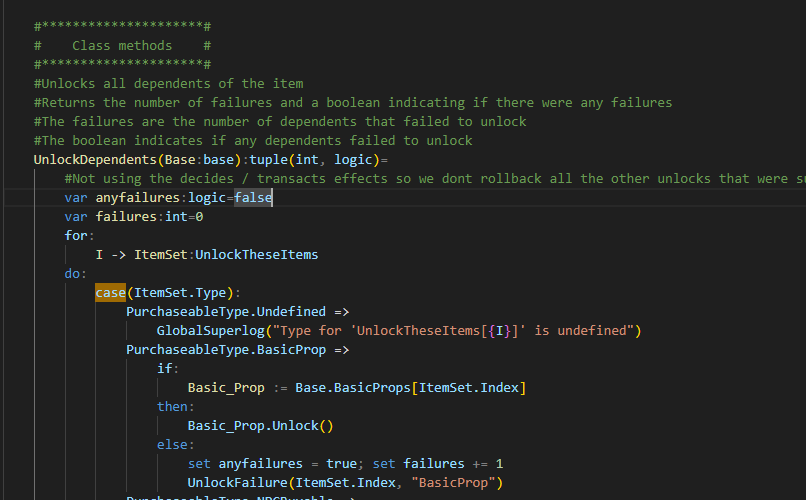 #*********************#
#    Class methods    #
#*********************#
#Unlocks all dependents of the item
#Returns the number of failures and a boolean indicating if there were any failures
#The failures are the number of dependents that failed to unlock
#The boolean indicates if any dependents failed to unlock
UnlockDependents(Base:base):tuple(int, logic)=
    #Not using the decides / transacts effects so we dont rollback all the other unlocks that were
    var anyfailures:logic=false
    var failures:int=0
    for:
        I -> ItemSet:UnlockTheseItems
    do:
        case(ItemSet.Type):
            PurchaseableType.Undefined =>
                GlobalSuperlog("Type for 'UnlockTheseItems[{I}]' is undefined")
            PurchaseableType.BasicProp =>
                if:
                    Basic_Prop := Base.BasicProps[ItemSet.Index]
                then:
                    Basic_Prop.Unlock()
                else:
                    set anyfailures = true; set failures += 1
                    UnlockFailure(ItemSet.Index, "BasicProp")